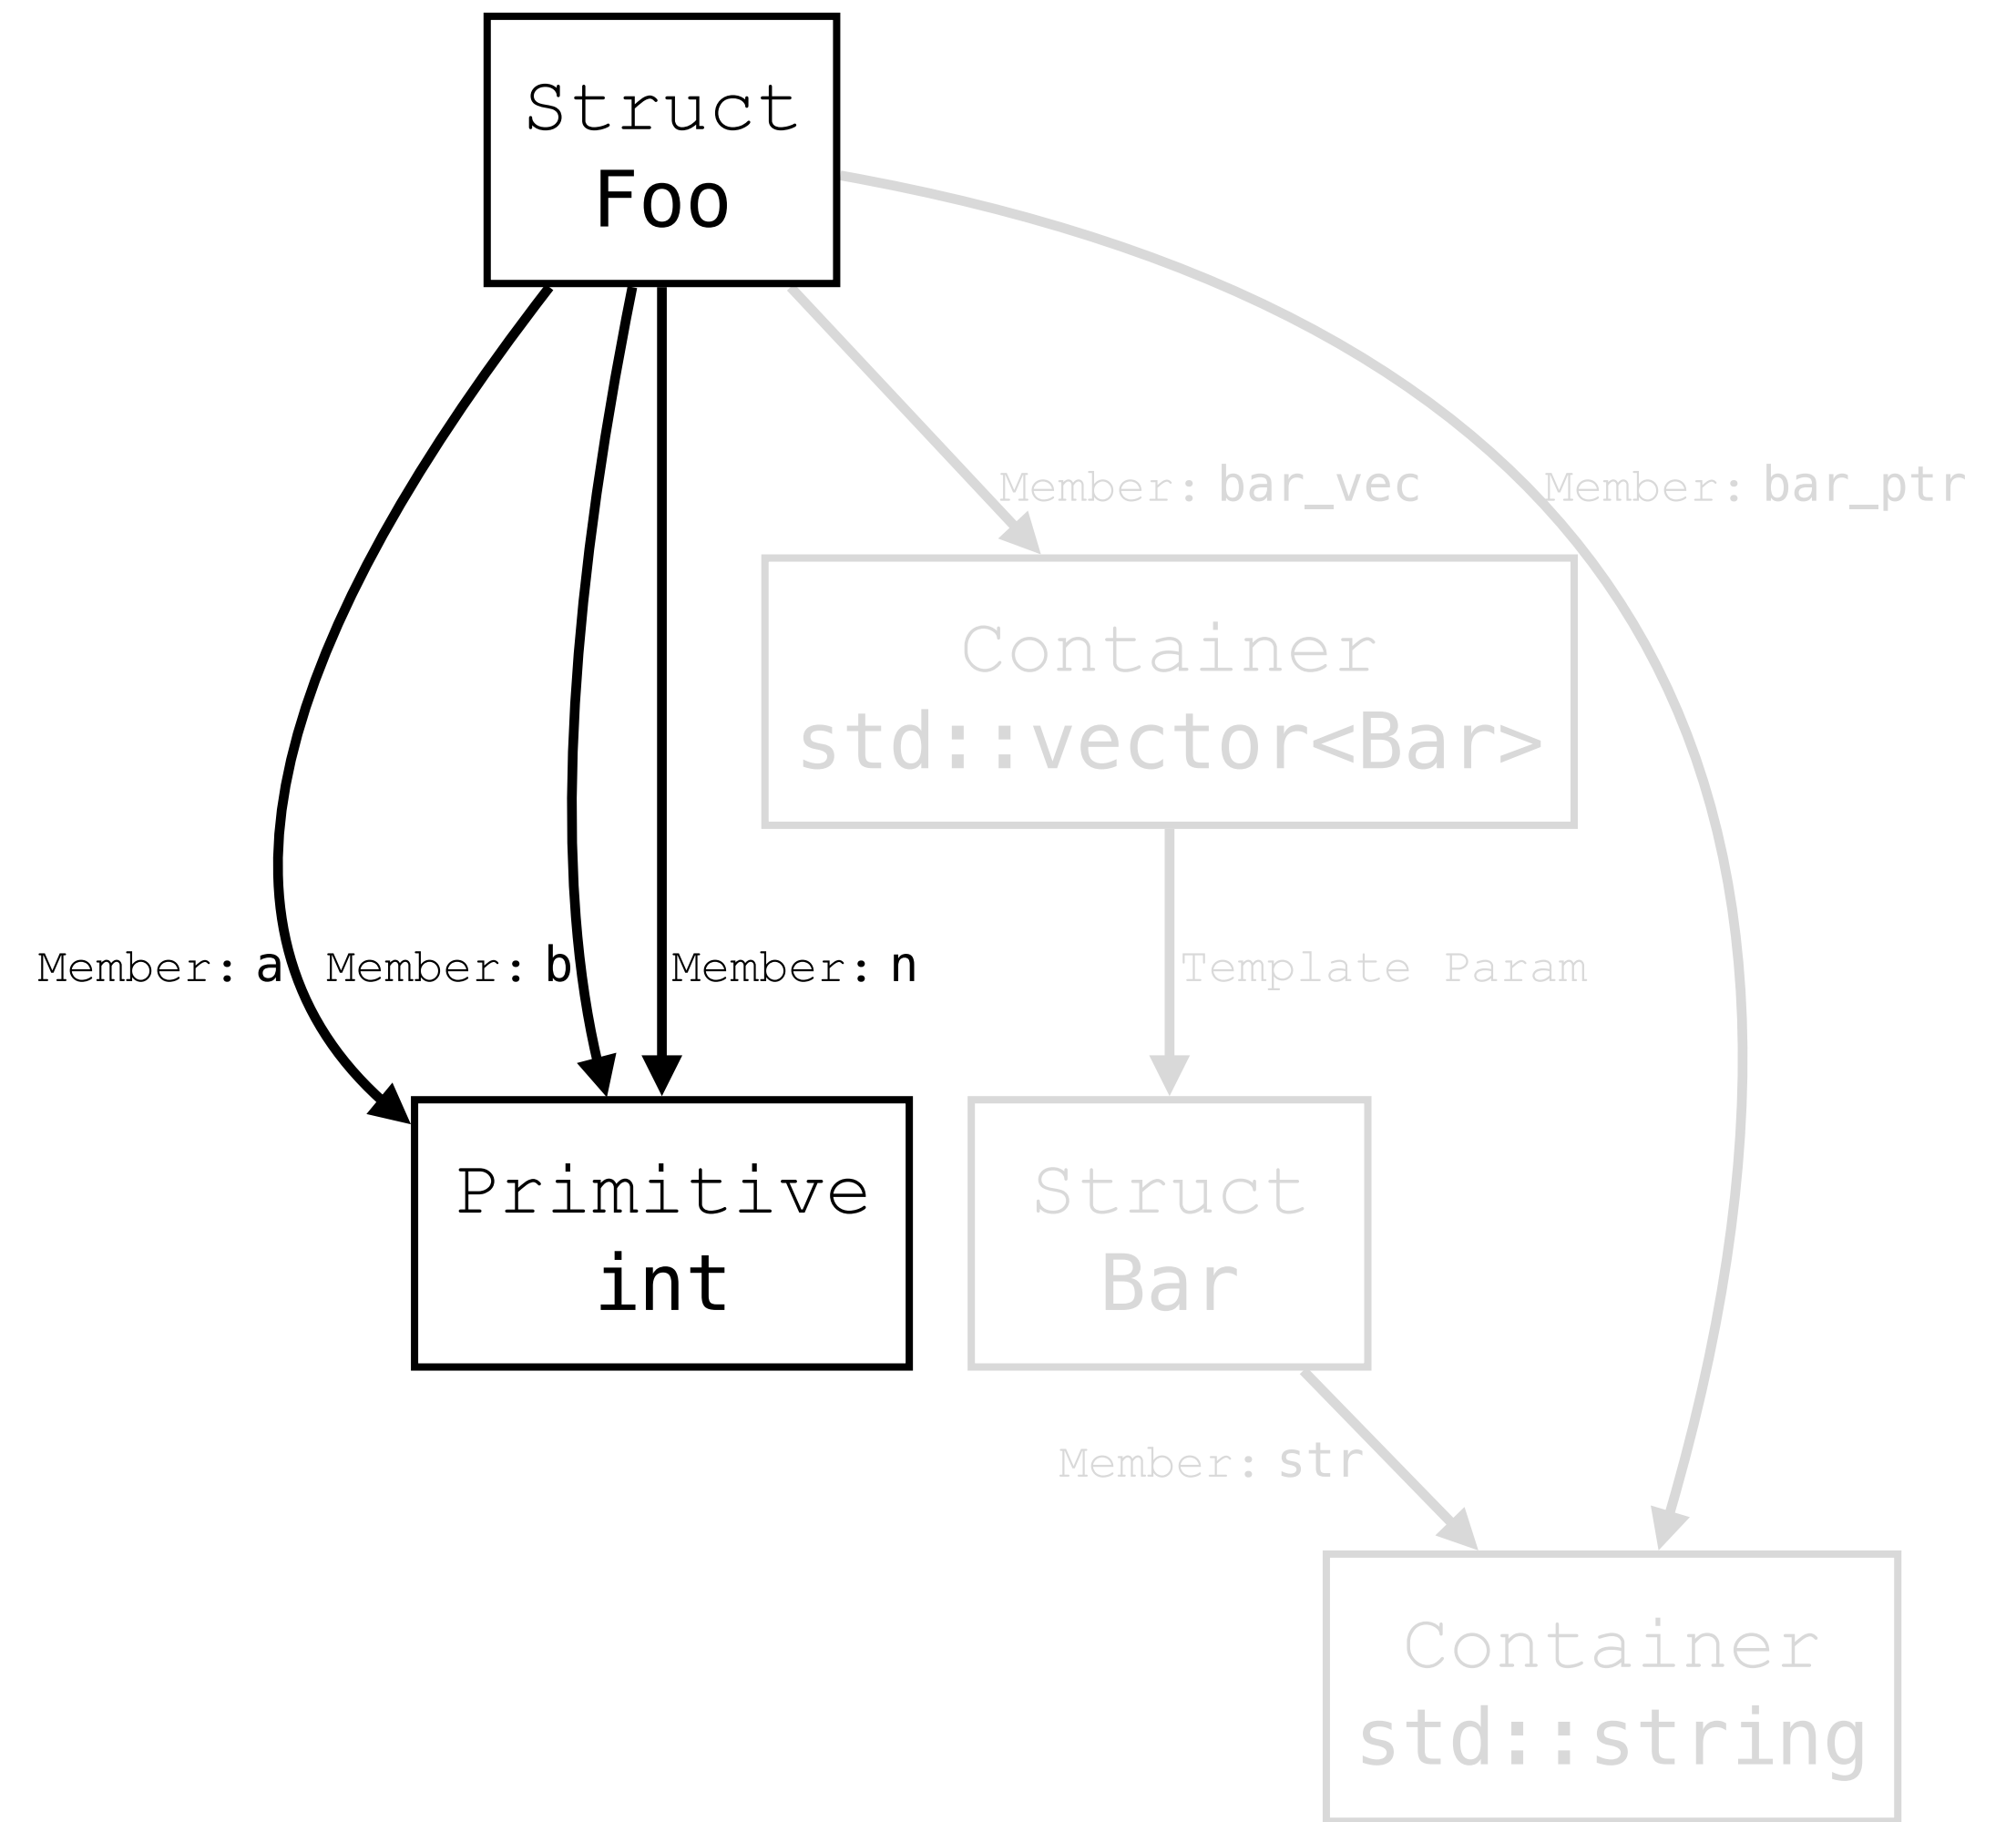 Struct
Foo
Member: bar_vec
Member: bar_ptr
Container
std::vector<Bar>
Member: a
Member: b
Member: n
Template Param
Primitive
int
Struct
Bar
Member: str
Container
std::string